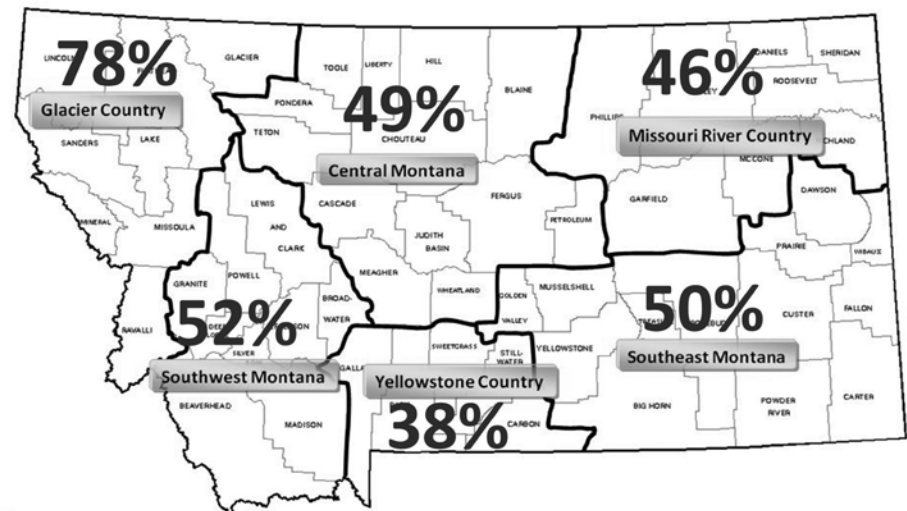 78%
Glacier Country
49%
Central Montana
46%
Missouri River Country
52%
Southwest Montana
Yellowstone Country
38%
50%
Southeast Montana
LINCOLN
GLACIER
TOOLE
LIBERTY
HILL
BLAINE
DANIELS
SHERIDAN
ROOSEVELT
PONDERA
TETON
CHOUTEAU
SANDERS
LAKE
MCCONE
LEWIS
AND
CLARK
CASCADE
FERGUS
GARFIELD
DAWSON
MINERAL
MISSOULA
JUDITH
BASIN
PETROLEUM
PRAIRIE
WIBAUX
GRANITE
POWELL
MEAGHER
WHEATLAND
GOLDEN
VALLEY
MUSSELSHELL
BROAD-
WATER
RAVALLI
SILVER
SWEETGRASS
STILL-
WATER
YELLOWSTONE
CUSTER
FALLON
BEAVERHEAD
MADISON
CARBON
BIG HORN
POWDER
RIVER
CARTER